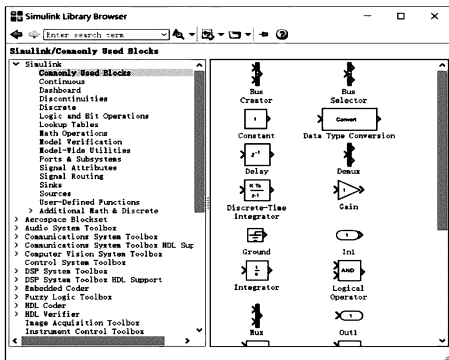 Simulink Library Browser
Enter search term
Simulink/Commonly Used Blocks
Simulink
Commonly Used Blocks
Continuous
Dashboard
Discontinuities
Discrete
Logic and Bit Operations
Lookup Tables
Math Operations
Model Verification
Model-Wide Utilities
Ports & Subsystems
Signal Attributes
Signal Routing
Sinks
Sources
User-Defined Functions
Additional Math & Discrete
Aerospace Blockset
Audio System Toolbox
Communications System Toolbox
Communications System Toolbox HDL Sup
Computer Vision System Toolbox
Control System Toolbox
DSP System Toolbox
DSP System Toolbox HDL Support
Embedded Coder
Fuzzy Logic Toolbox
HDL Coder
HDL Verifier
Image Acquisition Toolbox
Instrument Control Toolbox
Bus
Creator
Bus
Selector
1
Constant
Convert
Data Type Conversion
Delay
Demux
Discrete-Time
Integrator
1
Gain
Ground
1
In1
1
s
Integrator
AND
Logical
Operator
Mux
1
Out1